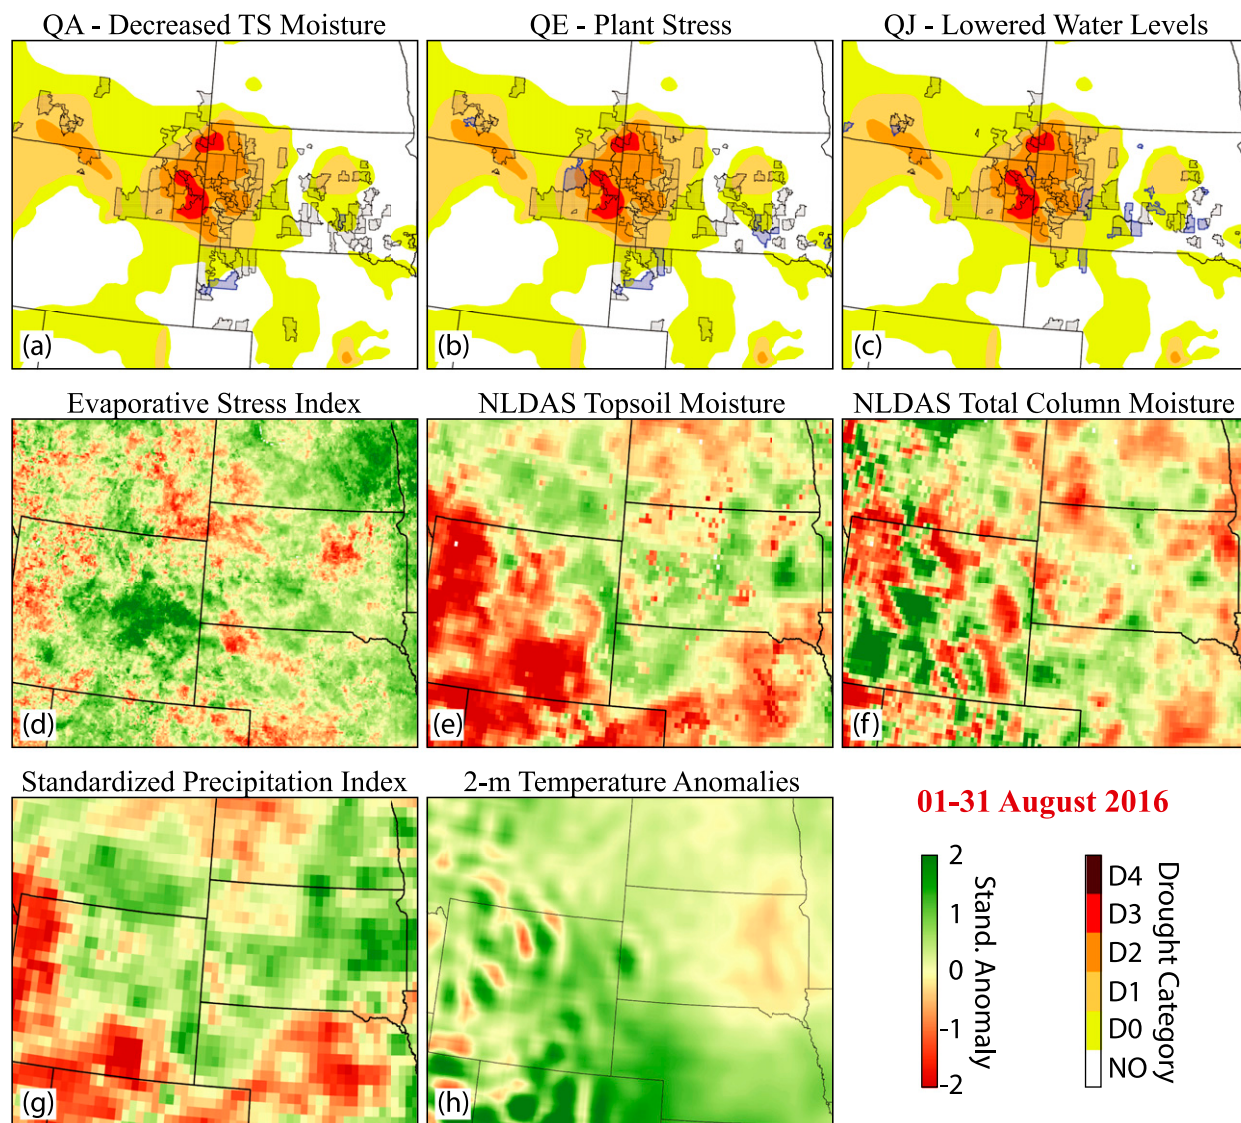 QA - Decreased TS Moisture
QE - Plant Stress
QJ - Lowered Water Levels
(a)
(b)
(c)
Evaporative Stress Index
NLDAS Topsoil Moisture
NLDAS Total Column Moisture
(d)
(e)
(f)
Standardized Precipitation Index
2-m Temperature Anomalies
(g)
(h)
01-31 August 2016
2
1
0
-1
-2
Stand. Anomaly
D4
D3
D2
D1
D0
NO
Drought Category